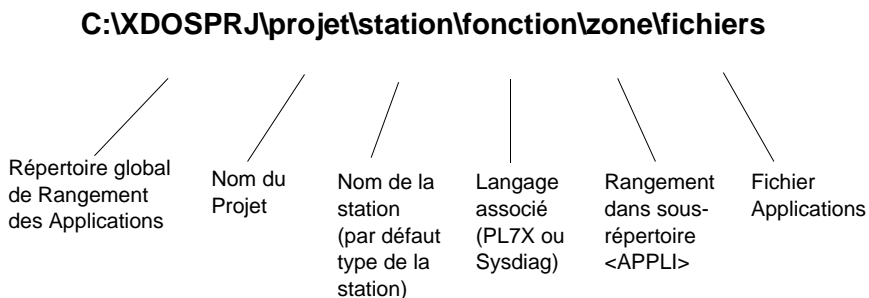 C:\XDOSPRJ\projet\station\fonction\zone\fichiers
Répertoire global
de Rangement
des Applications
Nom du
Projet
Nom de la
station
(par défaut
type de la
station)
Langage
associé
(PL7X ou
Sysdiag)
Rangement
dans sous-
répertoire
<APPLI>
Fichier
Applications